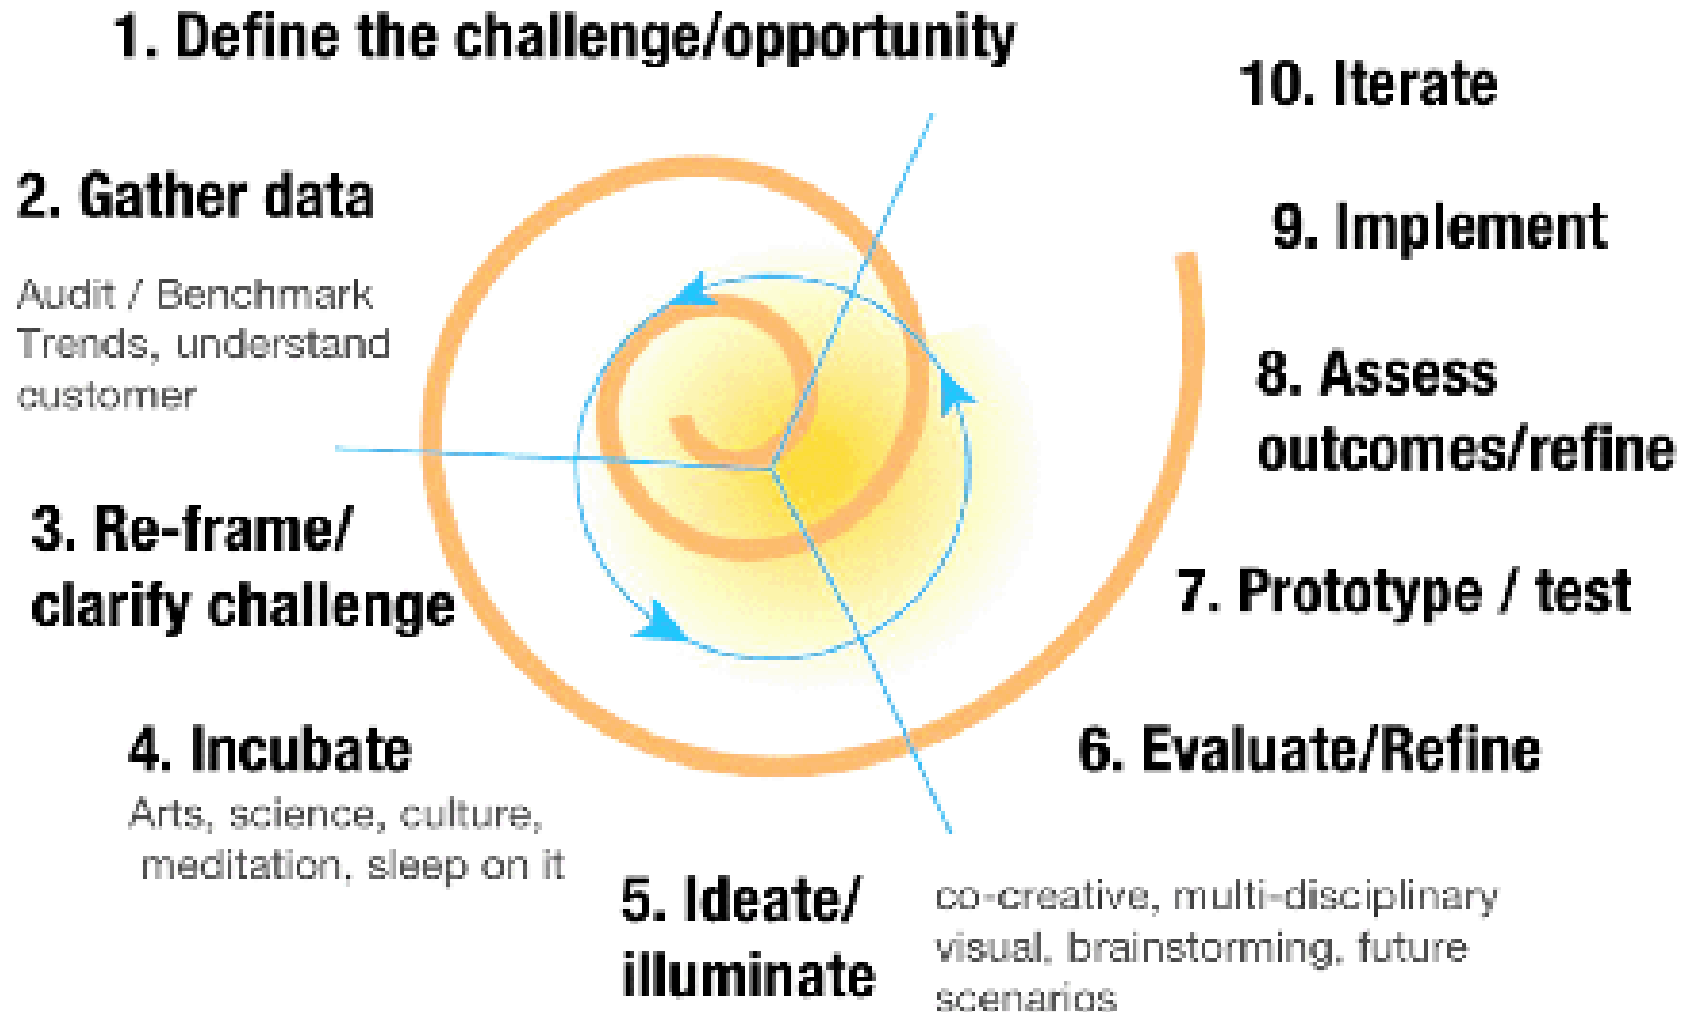 1. Define the challenge/opportunity
2. Gather data
Audit / Benchmark
Trends, understand
customer
3. Re-frame/
clarify challenge
4. Incubate
Arts, science, culture,
meditation, sleep on it
5. Ideate/
illuminate
co-creative, multi-disciplinary
visual, brainstorming, future
scenarios
6. Evaluate/Refine
7. Prototype / test
8. Assess
outcomes/refine
9. Implement
10. Iterate